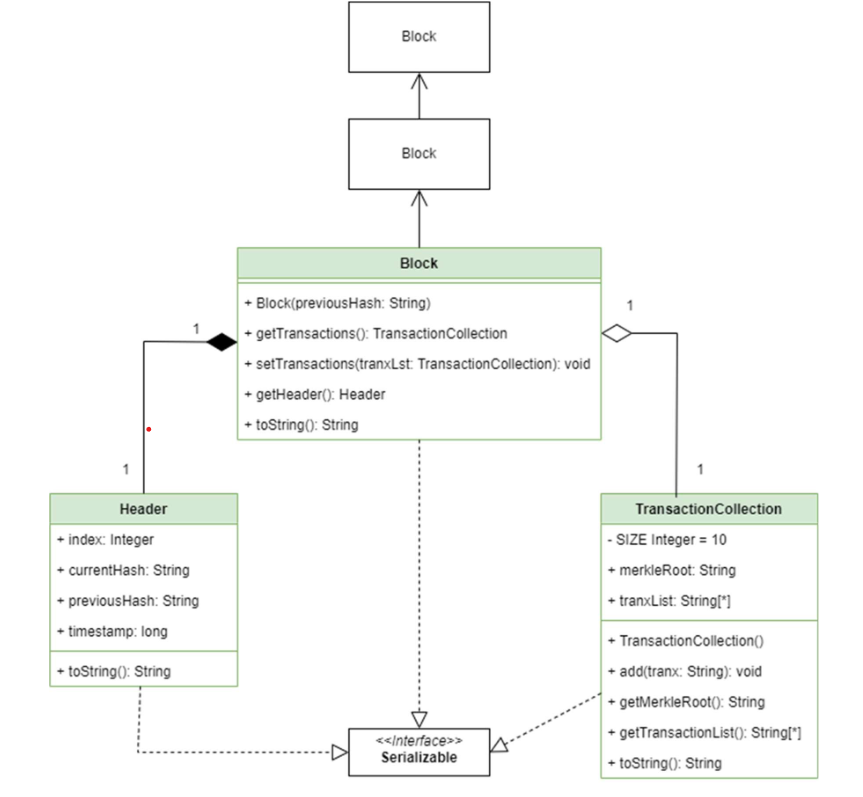 Block
Block
Block
+ Block(previousHash: String)
+ getTransactions(): TransactionCollection
+ setTransactions(tranxLst: TransactionCollection): void
+ getHeader(): Header
+ toString(): String
1
1
1
1
Header
+ index: Integer
+ currentHash: String
+ previousHash: String
+ timestamp: long
+ toString(): String
TransactionCollection
- SIZE Integer = 10
+ merkleRoot: String
+ tranxList: String[*]
+ TransactionCollection()
+ add(tranx: String): void
+ getMerkleRoot(): String
+ getTransactionList(): String[*]
+ toString(): String
<<Interface>>
Serializable